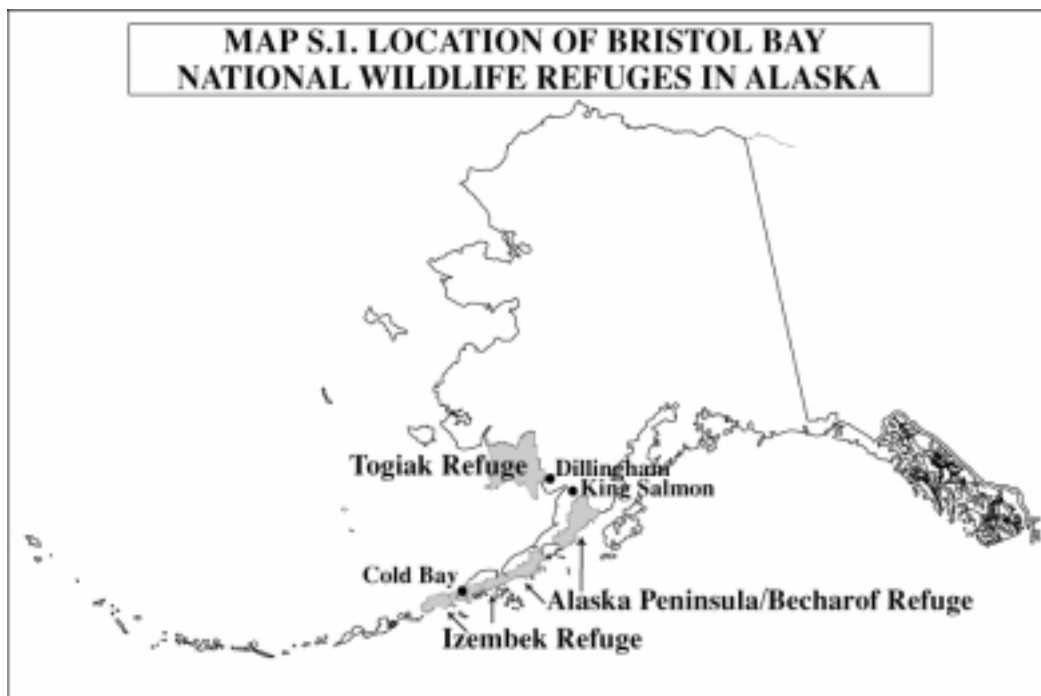 MAP S.1. LOCATION OF BRISTOL BAY
NATIONAL WILDLIFE REFUGES IN ALASKA
Togiak Refuge
Dillingham
King Salmon
Cold Bay
Alaska Peninsula/Becharof Refuge
Izembek Refuge